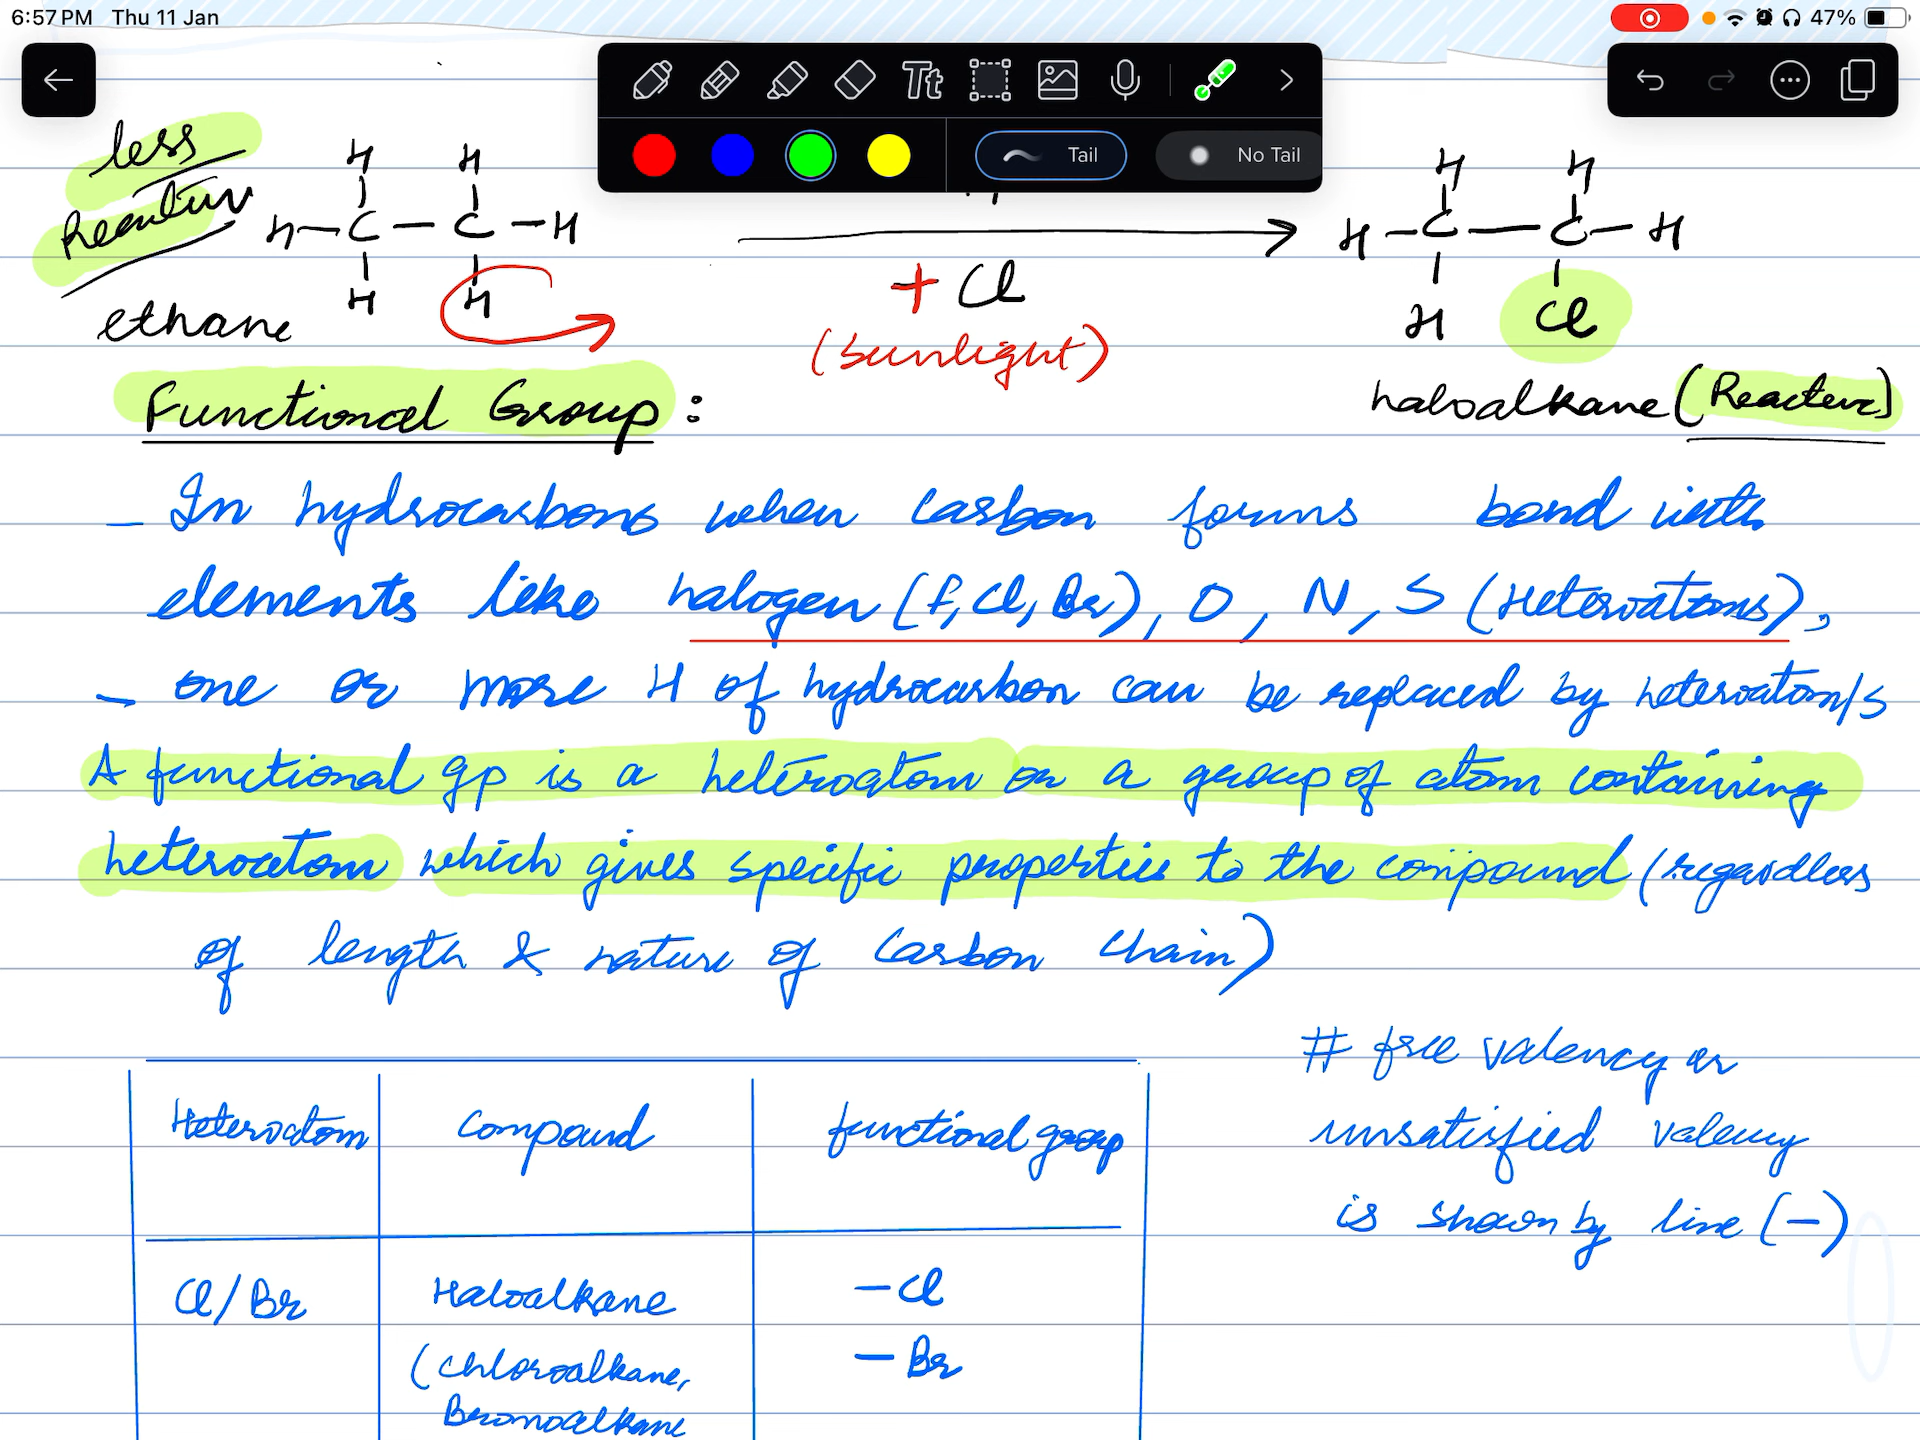 6:57 PM Thu 11 Jan
47%
Tt
Tail
No Tail
less
Reactive
H H
H – C – C – H
H H
ethane
+ Cl
(Sunlight)
H H
H – C – C – H
H Cl
haloalkane (Reactive)
Functional Group :
– In hydrocarbons when carbon forms bond with
elements like halogen (F, Cl, Br), O, N, S (Heteroatoms),
– one or more H of hydrocarbon can be replaced by heteroatom/s
A functional gp is a heteroatom or a group of atom containing
heteroatom which gives specific properties to the compound (regardless
of length & nature of carbon chain)
# free valency or
unsatisfied valency
is shown by line (–)
Heteroatom Compound functional group
Cl/Br Haloalkane –Cl
(Chloroalkane, –Br
Bromoalkane